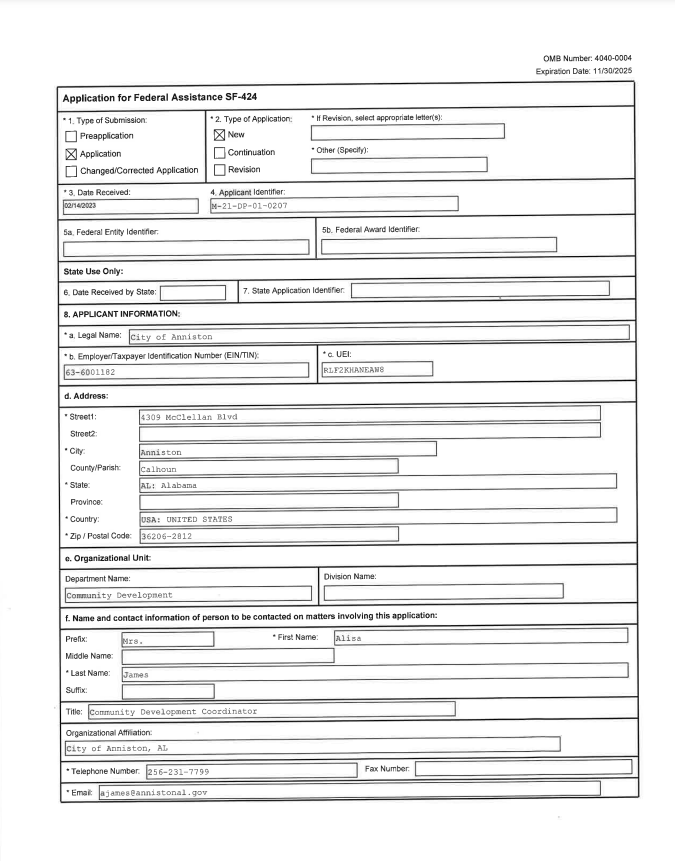 OMB Number: 4040-0004
Expiration Date: 11/30/2025
Application for Federal Assistance SF-424
* 1. Type of Submission:
Preapplication
Application
Changed/Corrected Application
* 2. Type of Application:
New
Continuation
Revision
* If Revision, select appropriate letter(s):
* Other (Specify):
* 3. Date Received:
02/14/2023
4. Applicant Identifier:
M-21-DP-01-0207
5a. Federal Entity Identifier:
5b. Federal Award Identifier:
State Use Only:
6. Date Received by State:
7. State Application Identifier:
8. APPLICANT INFORMATION:
* a. Legal Name: City of Anniston
* b. Employer/Taxpayer Identification Number (EIN/TIN):
63-6001182
* c. UEI:
RLF2KHANEAW8
d. Address:
* Street1: 4309 McClellan Blvd
Street2:
* City: Anniston
County/Parish: Calhoun
* State: AL: Alabama
Province:
* Country: USA: UNITED STATES
* Zip / Postal Code: 36206-2812
e. Organizational Unit:
Department Name:
Community Development
Division Name:
f. Name and contact information of person to be contacted on matters involving this application:
Prefix: Mrs. * First Name: Alisa
Middle Name:
* Last Name: James
Suffix:
Title: Community Development Coordinator
Organizational Affiliation:
City of Anniston, AL
* Telephone Number: 256-231-7799 Fax Number:
* Email: ajames@annistonal.gov